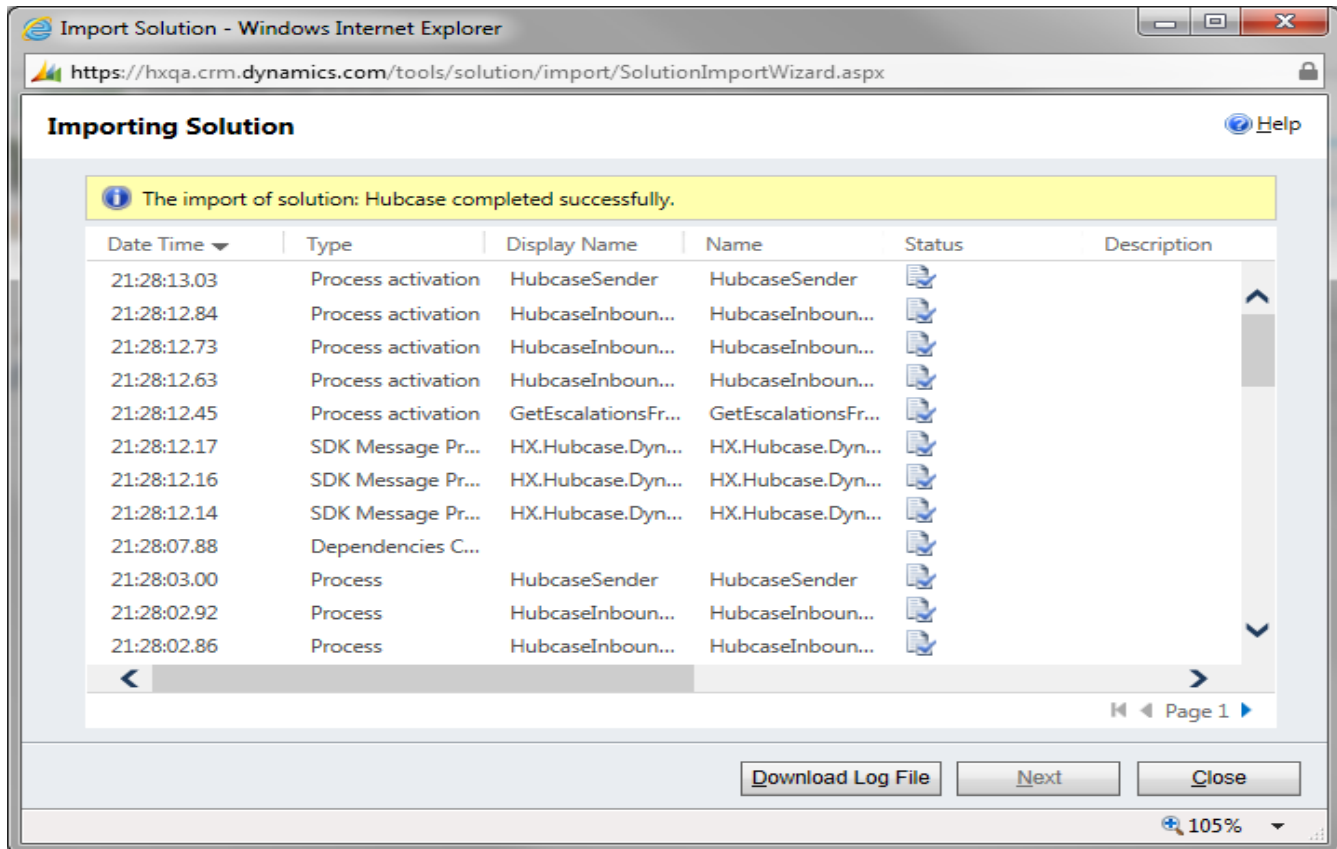 Import Solution - Windows Internet Explorer
https://hxqa.crm.dynamics.com/tools/solution/import/SolutionImportWizard.aspx
Importing Solution Help
The import of solution: Hubcase completed successfully.
Date Time Type Display Name Name Status Description
21:28:13.03 Process activation HubcaseSender HubcaseSender
21:28:12.84 Process activation HubcaseInboun... HubcaseInboun...
21:28:12.73 Process activation HubcaseInboun... HubcaseInboun...
21:28:12.63 Process activation HubcaseInboun... HubcaseInboun...
21:28:12.45 Process activation GetEscalationsFr... GetEscalationsFr...
21:28:12.17 SDK Message Pr... HX.Hubcase.Dyn... HX.Hubcase.Dyn...
21:28:12.16 SDK Message Pr... HX.Hubcase.Dyn... HX.Hubcase.Dyn...
21:28:12.14 SDK Message Pr... HX.Hubcase.Dyn... HX.Hubcase.Dyn...
21:28:07.88 Dependencies C...
21:28:03.00 Process HubcaseSender HubcaseSender
21:28:02.92 Process HubcaseInboun... HubcaseInboun...
21:28:02.86 Process HubcaseInboun... HubcaseInboun...
Page 1
Download Log File Next Close
105%